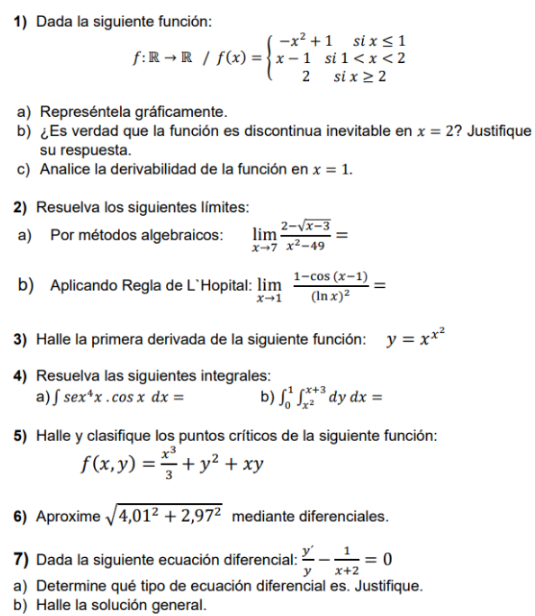 1) Dada la siguiente función:
f: ℝ → ℝ / f(x) = { −x² + 1 si x ≤ 1
x − 1 si 1 < x < 2
2 si x ≥ 2
a) Represéntela gráficamente.
b) ¿Es verdad que la función es discontinua inevitable en x = 2? Justifique
su respuesta.
c) Analice la derivabilidad de la función en x = 1.
2) Resuelva los siguientes límites:
a) Por métodos algebraicos: lim x→7 (2−√(x−3))/(x²−49) =
b) Aplicando Regla de L`Hopital: lim x→1 (1−cos (x−1))/((ln x)²) =
3) Halle la primera derivada de la siguiente función: y = x^(x²)
4) Resuelva las siguientes integrales:
a) ∫ sex⁴x . cos x dx = b) ∫₀¹ ∫_(x²)^(x+3) dy dx =
5) Halle y clasifique los puntos críticos de la siguiente función:
f(x, y) = x³/3 + y² + xy
6) Aproxime √(4,01² + 2,97²) mediante diferenciales.
7) Dada la siguiente ecuación diferencial: y′/y − 1/(x+2) = 0
a) Determine qué tipo de ecuación diferencial es. Justifique.
b) Halle la solución general.